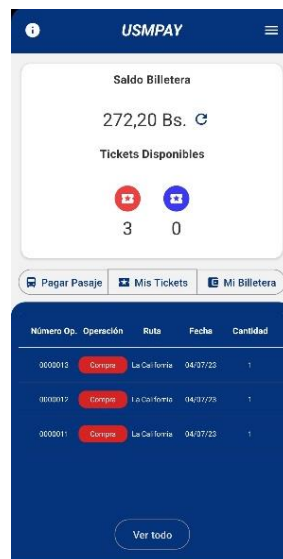 USMPAY
Saldo Billetera
272,20 Bs.
Tickets Disponibles
3 0
Pagar Pasaje Mis Tickets Mi Billetera
Número Op. Operación Ruta Fecha Cantidad
0000013 Compra La California 04/07/23 1
0000012 Compra La California 04/07/23 1
0000011 Compra La California 04/07/23 1
Ver todo